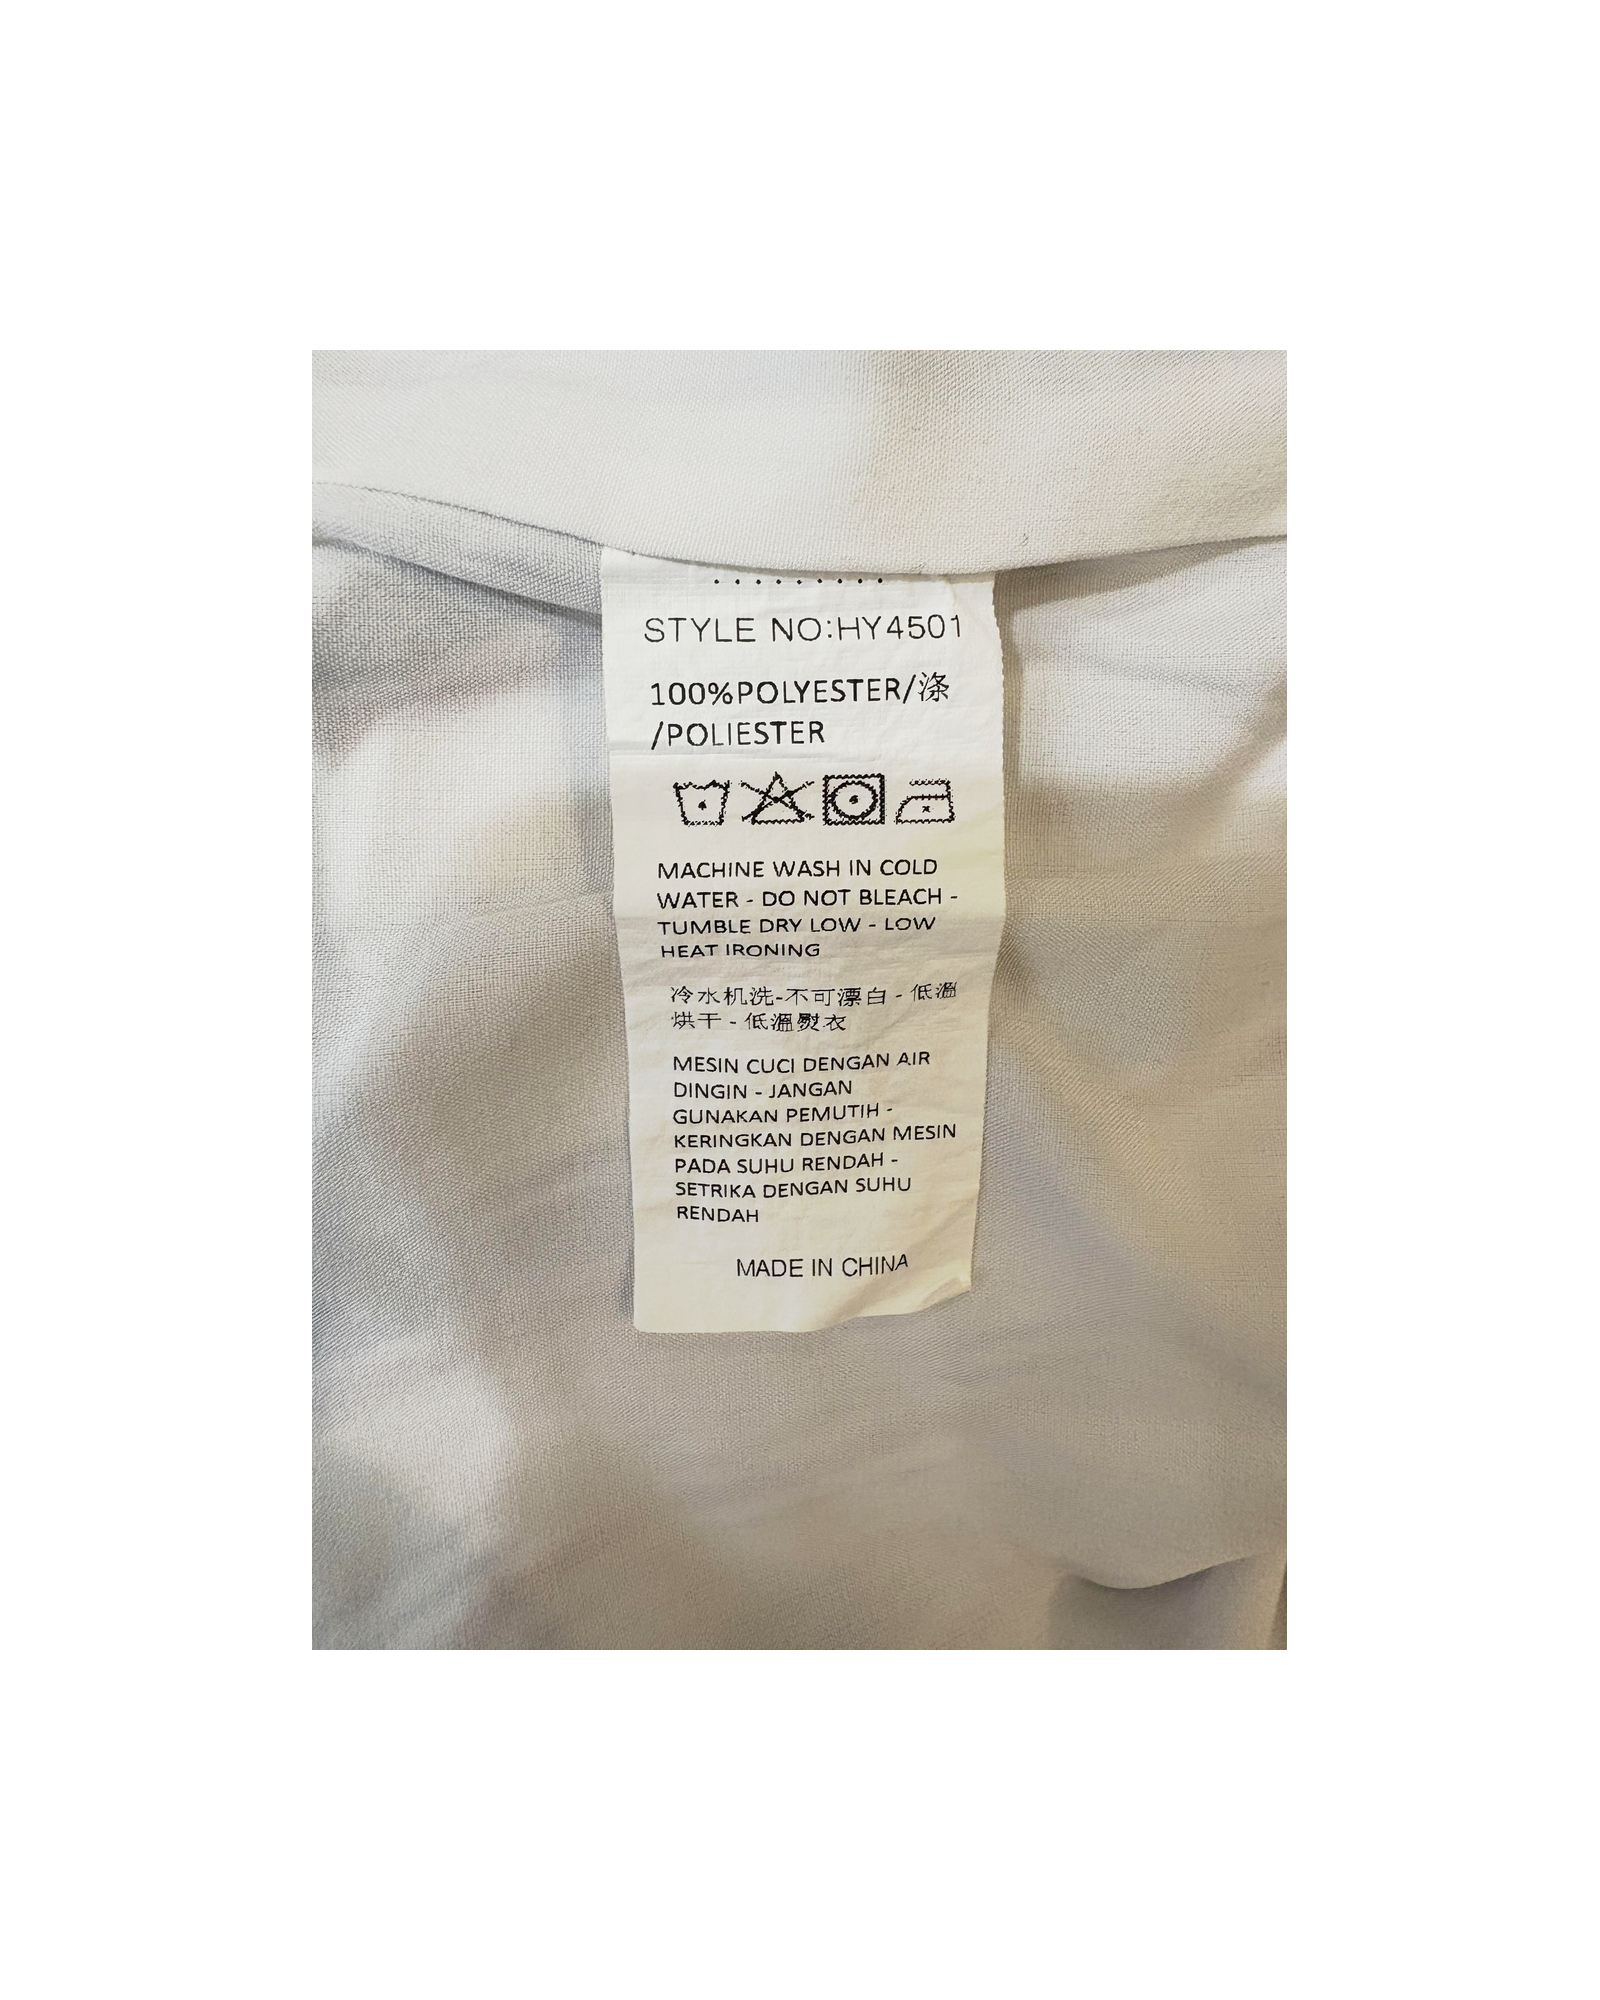 STYLE NO:HY4501
100%POLYESTER/涤
/POLIESTER
MACHINE WASH IN COLD
WATER - DO NOT BLEACH -
TUMBLE DRY LOW - LOW
HEAT IRONING
冷水机洗-不可漂白 - 低溫
烘干 - 低溫熨衣
MESIN CUCI DENGAN AIR
DINGIN - JANGAN
GUNAKAN PEMUTIH -
KERINGKAN DENGAN MESIN
PADA SUHU RENDAH -
SETRIKA DENGAN SUHU
RENDAH
MADE IN CHINA